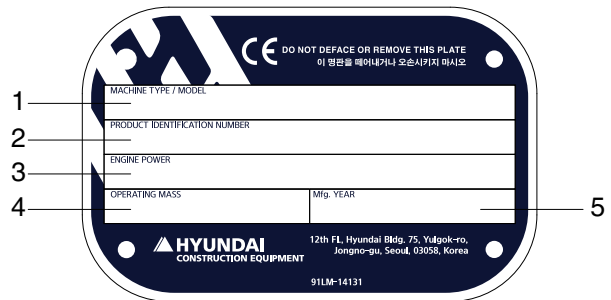 CE DO NOT DEFACE OR REMOVE THIS PLATE
이 명판을 떼어내거나 오손시키지 마시오
1 MACHINE TYPE / MODEL
2 PRODUCT IDENTIFICATION NUMBER
3 ENGINE POWER
4 OPERATING MASS Mfg. YEAR 5
HYUNDAI
CONSTRUCTION EQUIPMENT
12th FL, Hyundai Bldg. 75, Yulgok-ro,
Jongno-gu, Seoul, 03058, Korea
91LM-14131